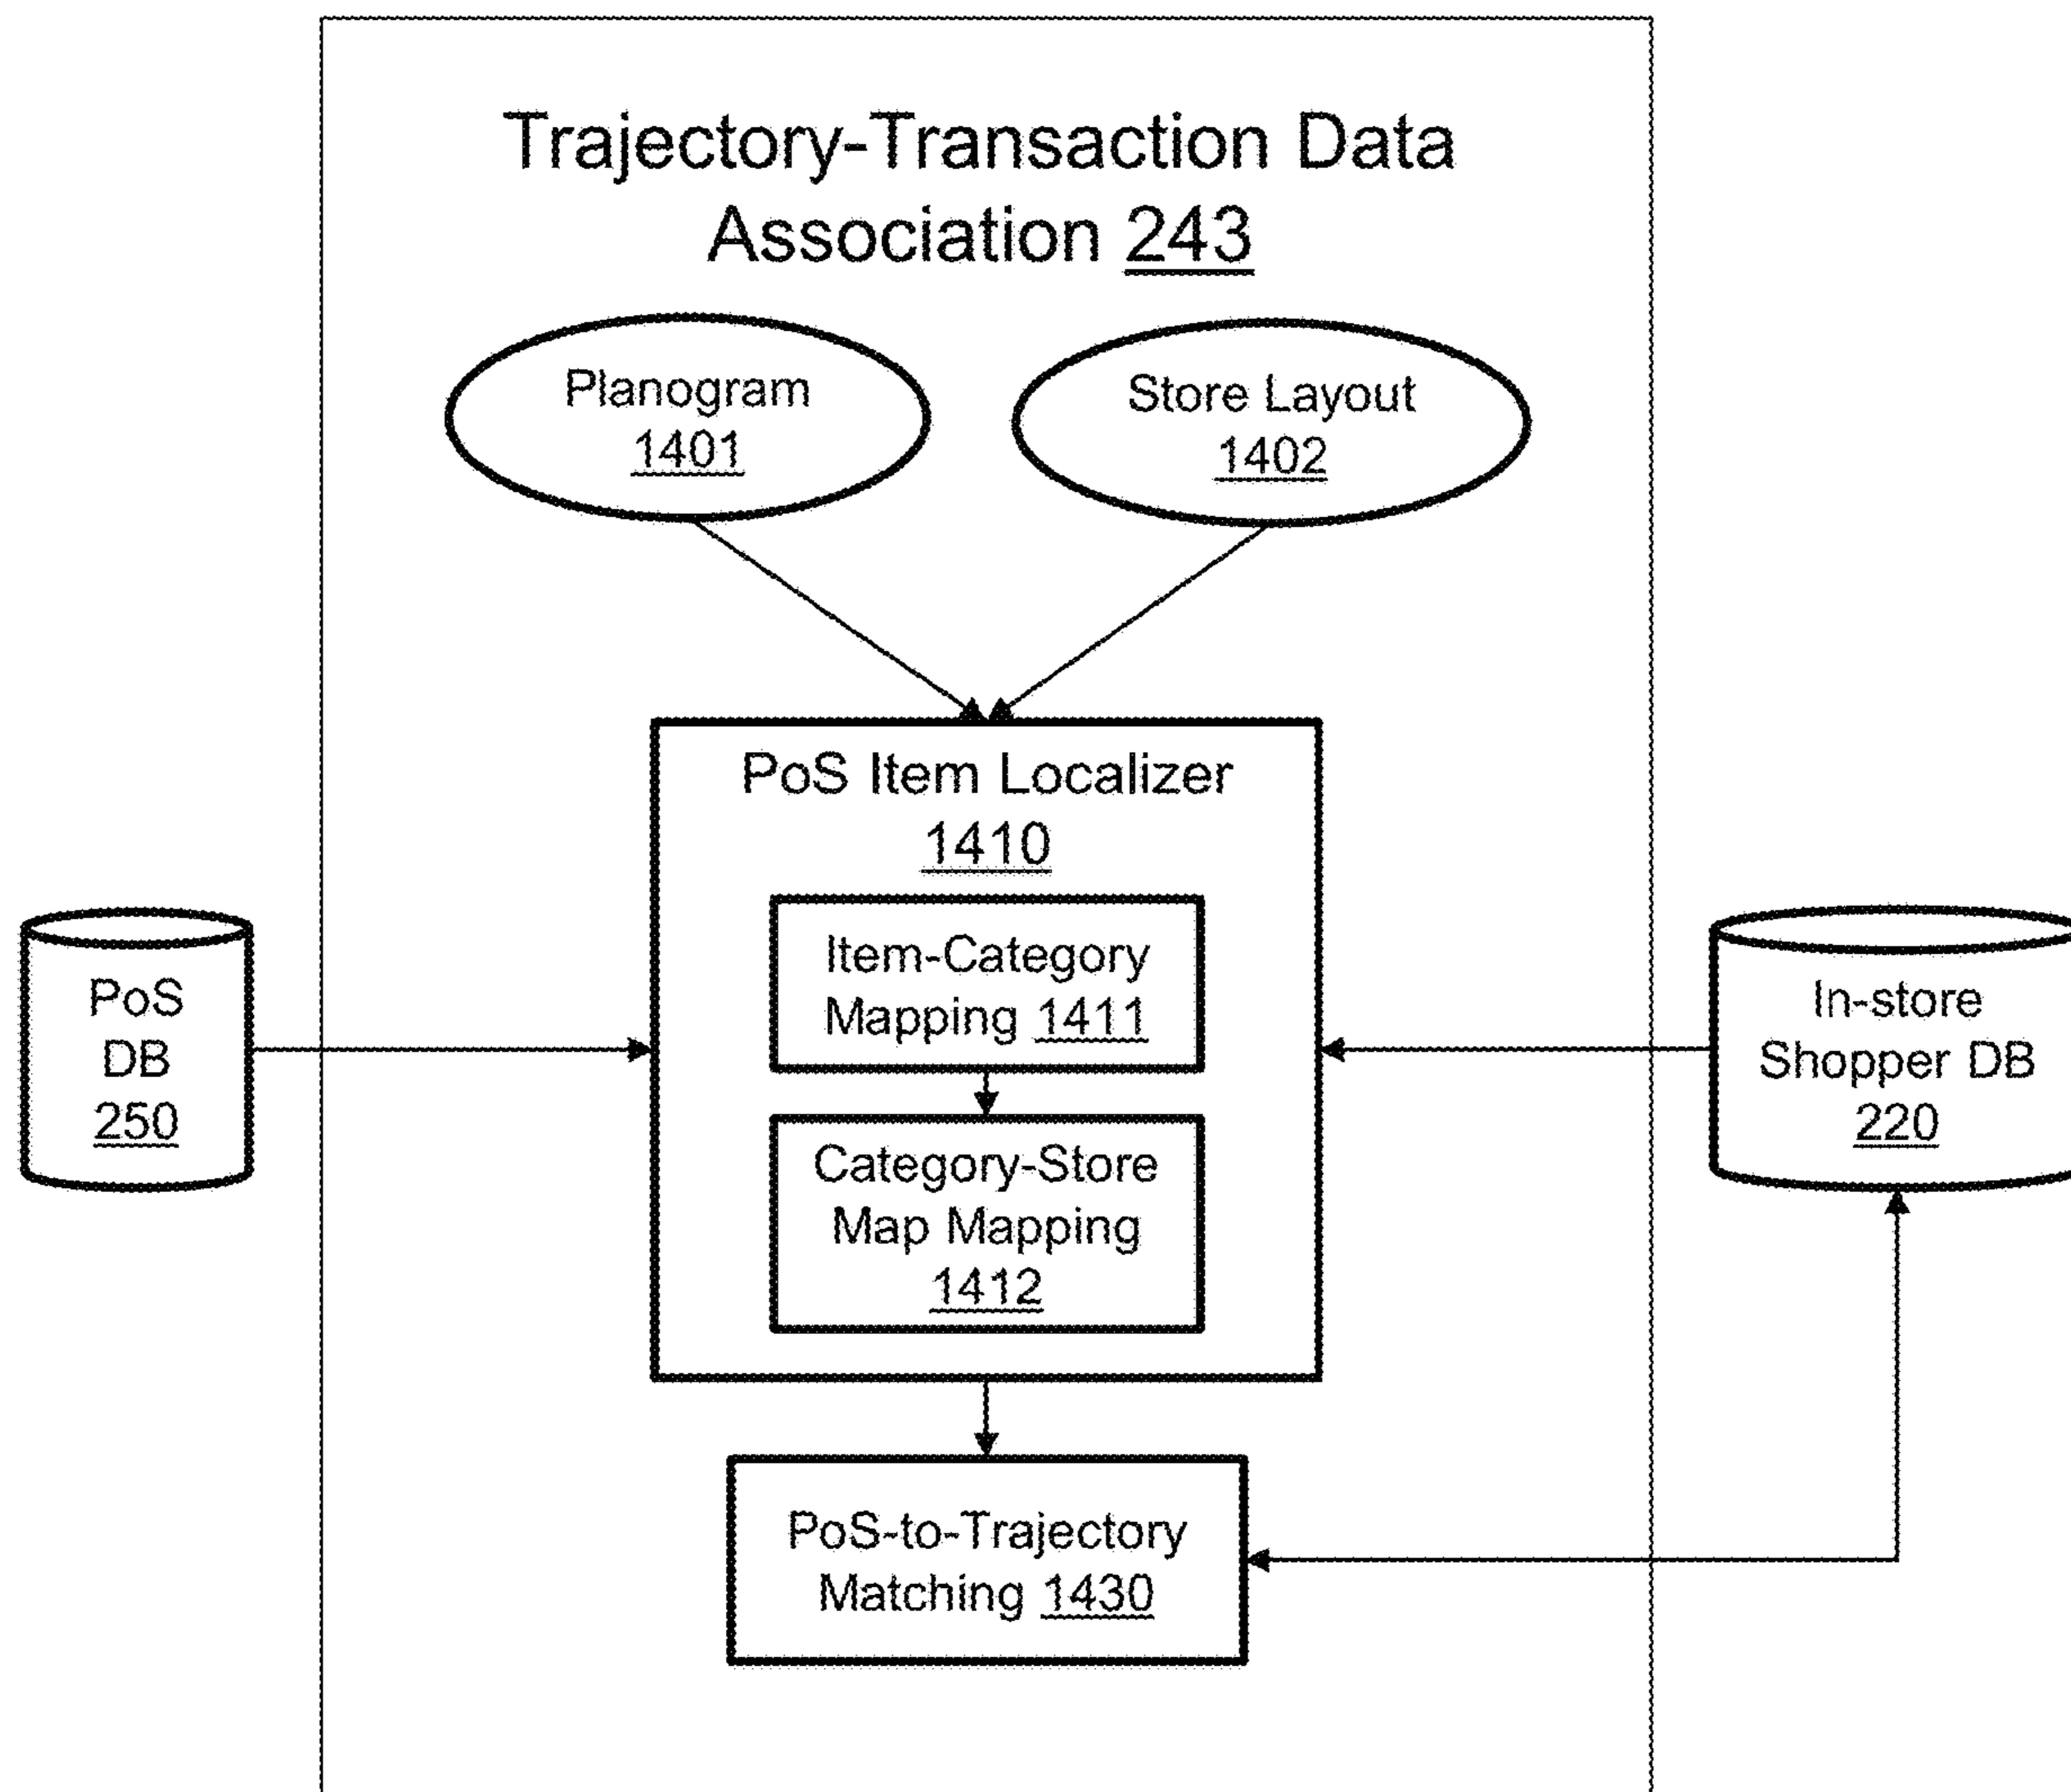 Trajectory-Transaction Data
Association 243
Planogram
1401
Store Layout
1402
PoS Item Localizer
1410
Item-Category
Mapping 1411
Category-Store
Map Mapping
1412
PoS
DB
250
In-store
Shopper DB
220
PoS-to-Trajectory
Matching 1430